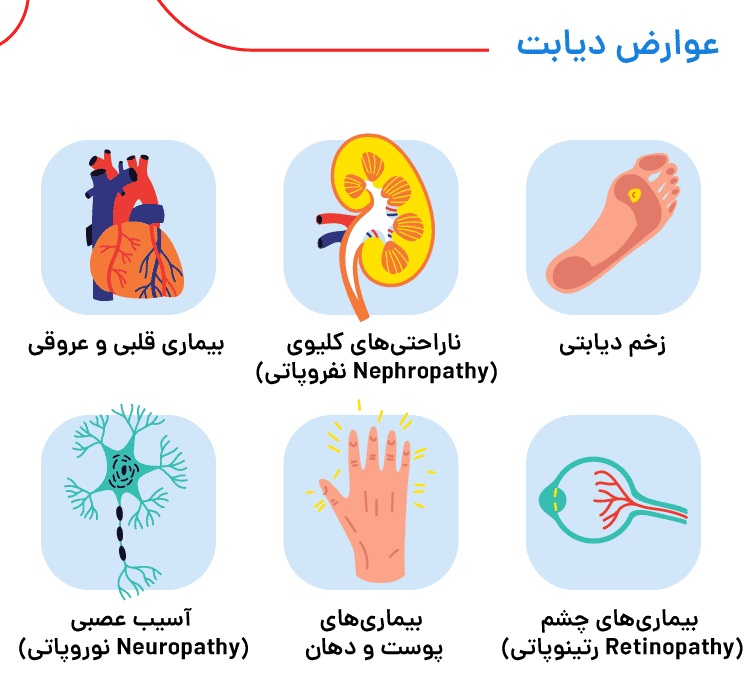 عوارض دیابت
زخم دیابتی
ناراحتی‌های کلیوی
(Nephropathy نفروپاتی)
بیماری قلبی و عروقی
بیماری‌های چشم
(Retinopathy رتینوپاتی)
بیماری‌های
پوست و دهان
آسیب عصبی
(Neuropathy نوروپاتی)